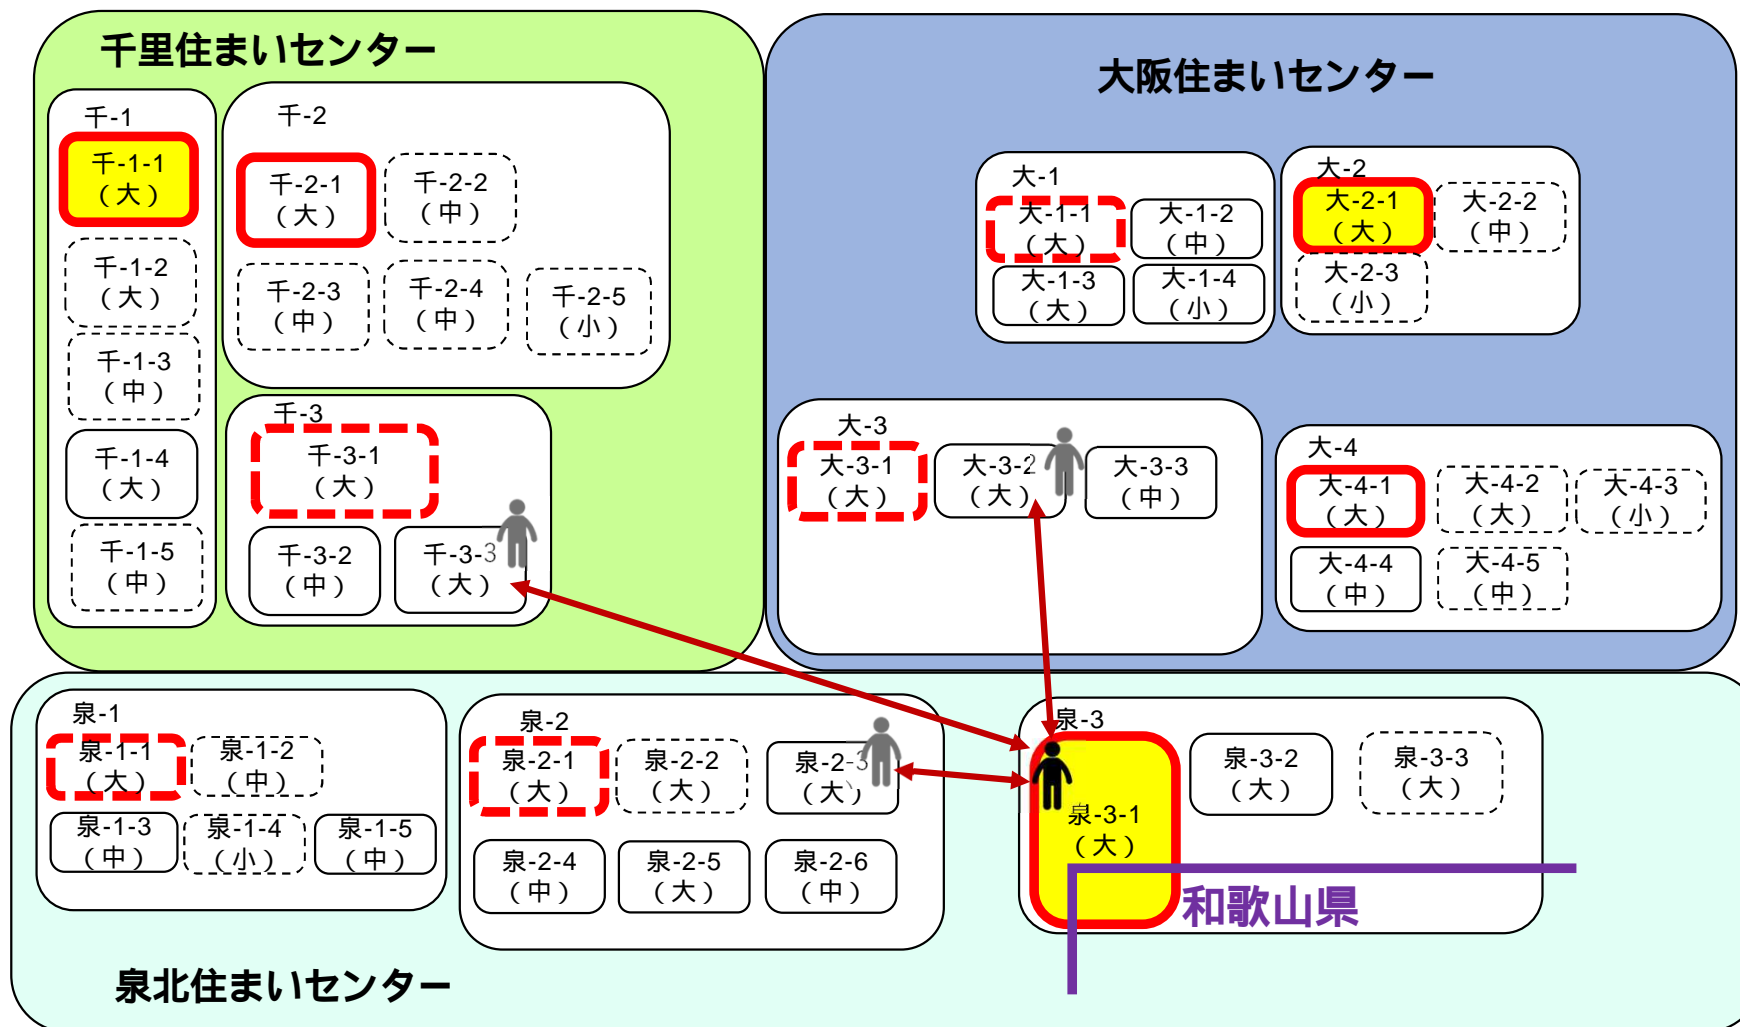 千里住まいセンター
千-1
千-1-1
（大）
千-1-2
（大）
千-1-3
（中）
千-1-4
（大）
千-1-5
（中）
千-2
千-2-1
（大）
千-2-2
（中）
千-2-3
（中）
千-2-4
（中）
千-2-5
（小）
千-3
千-3-1
（大）
千-3-2
（中）
千-3-3
（大）
大阪住まいセンター
大-1
大-1-1
（大）
大-1-2
（中）
大-1-3
（大）
大-1-4
（小）
大-2
大-2-1
（大）
大-2-2
（中）
大-2-3
（小）
大-3
大-3-1
（大）
大-3-2
（大）
大-3-3
（中）
大-4
大-4-1
（大）
大-4-2
（大）
大-4-3
（小）
大-4-4
（中）
大-4-5
（中）
泉-1
泉-1-1
（大）
泉-1-2
（中）
泉-1-3
（中）
泉-1-4
（小）
泉-1-5
（中）
泉-2
泉-2-1
（大）
泉-2-2
（大）
泉-2-3
（大）
泉-2-4
（中）
泉-2-5
（大）
泉-2-6
（中）
泉-3
泉-3-1
（大）
泉-3-2
（大）
泉-3-3
（大）
和歌山県
泉北住まいセンター